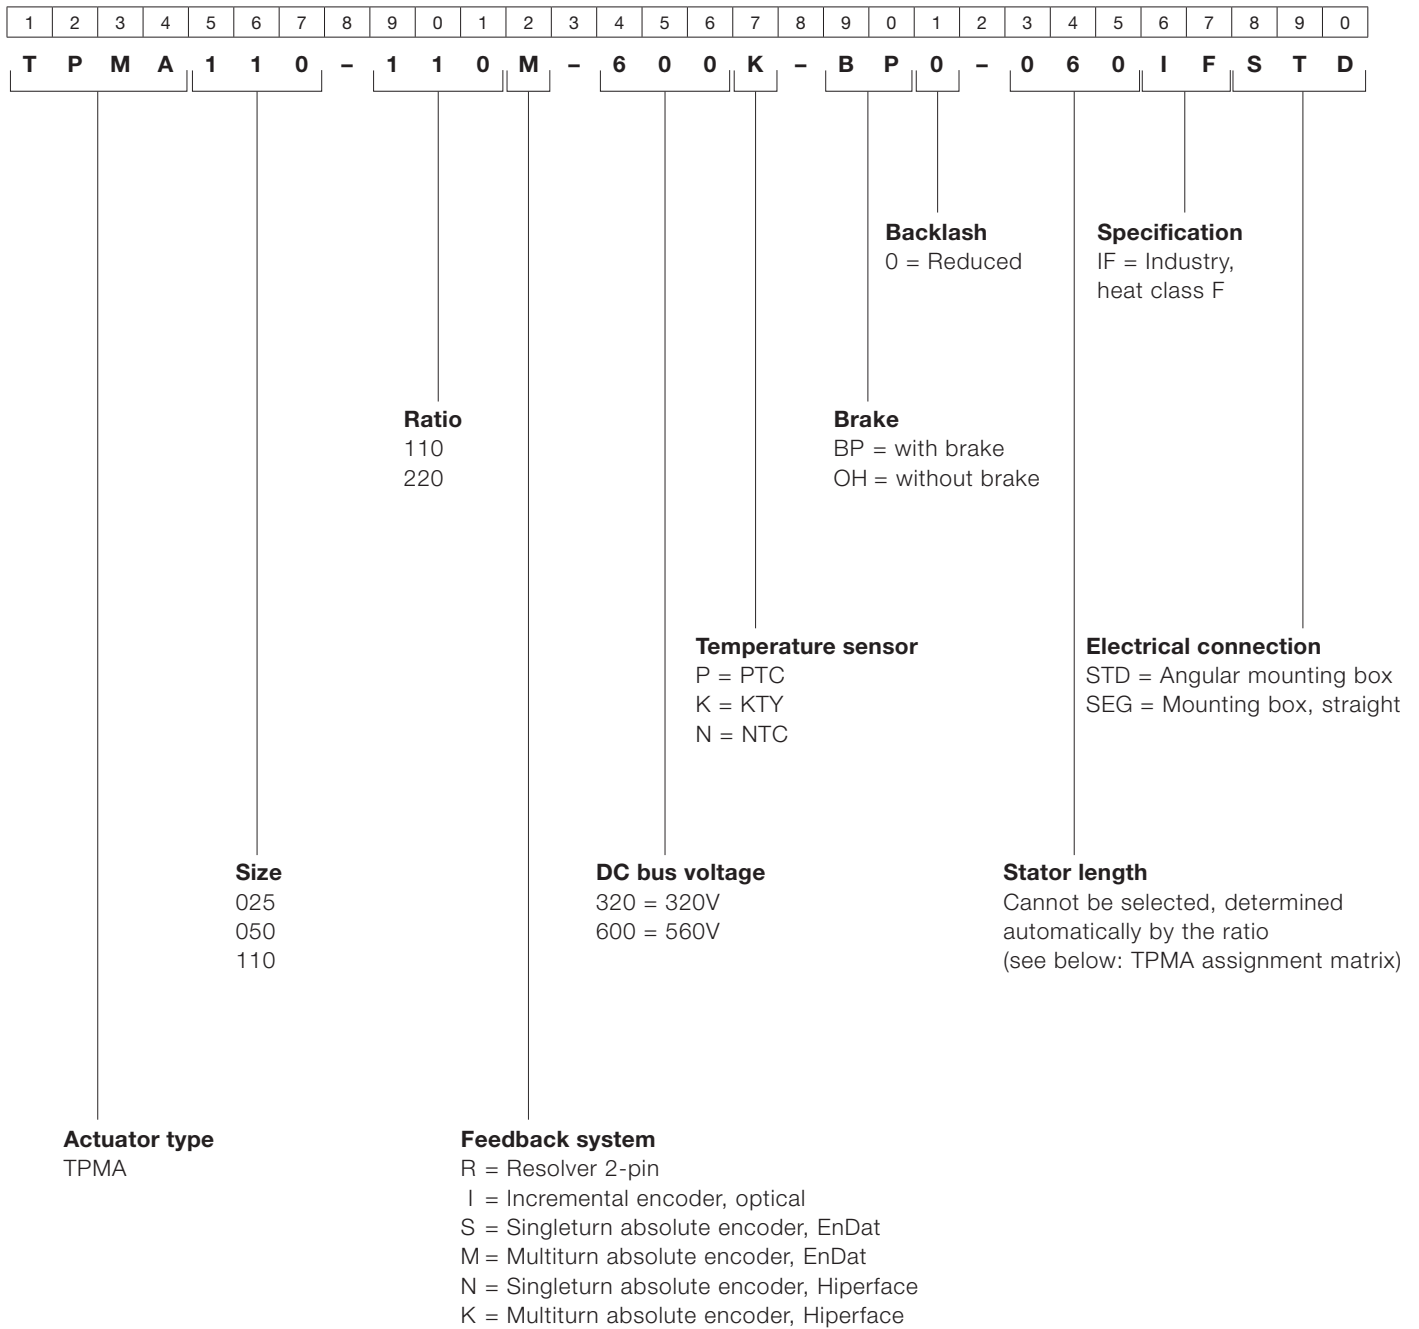 1 2 3 4 5 6 7 8 9 0 1 2 3 4 5 6 7 8 9 0 1 2 3 4 5 6 7 8 9 0
T P M A 1 1 0 – 1 1 0 M – 6 0 0 K – B P 0 – 0 6 0 I F S T D
Backlash
0 = Reduced
Specification
IF = Industry,
heat class F
Ratio
110
220
Brake
BP = with brake
OH = without brake
Temperature sensor
P = PTC
K = KTY
N = NTC
Electrical connection
STD = Angular mounting box
SEG = Mounting box, straight
Size
025
050
110
DC bus voltage
320 = 320V
600 = 560V
Stator length
Cannot be selected, determined
automatically by the ratio
(see below: TPMA assignment matrix)
Actuator type
TPMA
Feedback system
R = Resolver 2-pin
I = Incremental encoder, optical
S = Singleturn absolute encoder, EnDat
M = Multiturn absolute encoder, EnDat
N = Singleturn absolute encoder, Hiperface
K = Multiturn absolute encoder, Hiperface